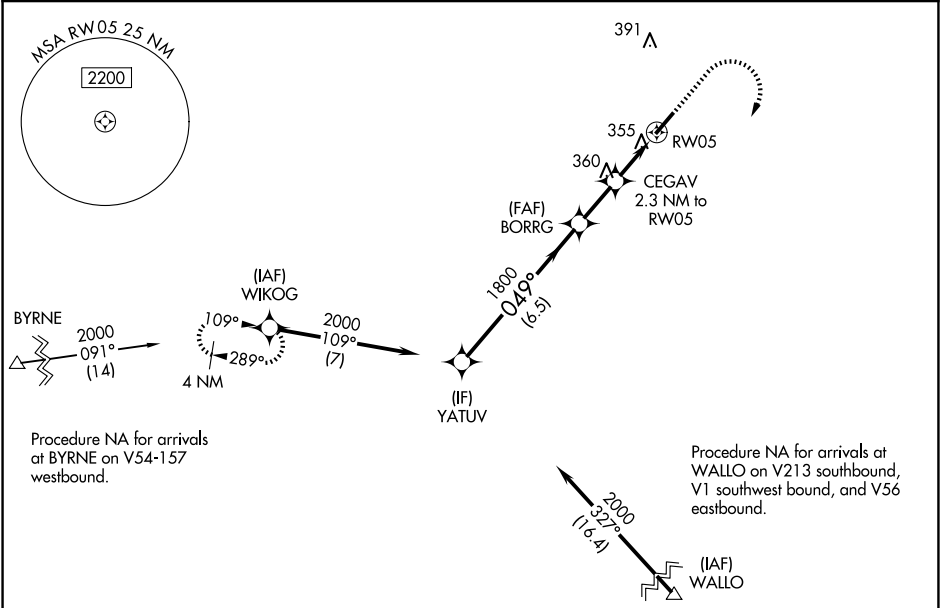 MSA RW05 25 NM
2200
391
355
RW05
360
CEGAV
2.3 NM to
RW05
(FAF)
BORRG
1800
049°
(6.5)
(IAF)
WIKOG
109°
289°
4 NM
2000
109°
(7)
BYRNE
2000
091°
(14)
(IF)
YATUV
Procedure NA for arrivals
at BYRNE on V54-157
westbound.
Procedure NA for arrivals at
WALLO on V213 southbound,
V1 southwest bound, and V56
eastbound.
2000
327°
(16.4)
(IAF)
WALLO